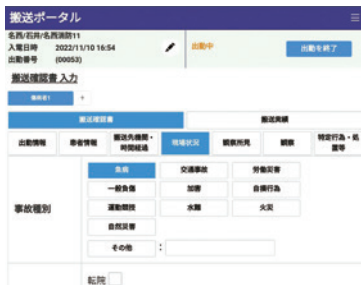 搬送ポータル
名西/石井/名西消防11
入電日時 2022/11/10 16:54
出動番号 (00053)
出動中
出動を終了
搬送確認書 入力
傷病者1 +
搬送確認書 搬送実績
出動情報 患者情報 搬送先機関・時間経過 現場状況 観察所見 観察 特定行為・処置等
事故種別
急病 交通事故 労働災害
一般負傷 加害 自損行為
運動競技 水難 火災
自然災害
その他 :
転院